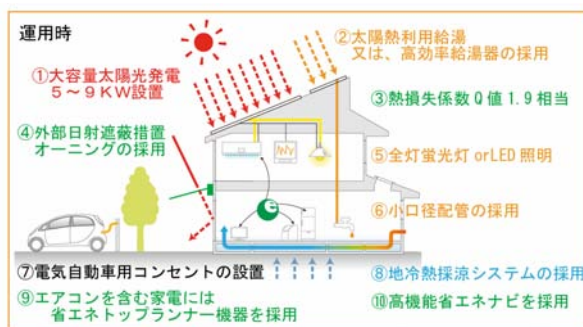 運用時
①大容量太陽光発電
5~9KW設置
②太陽熱利用給湯
又は、高効率給湯器の採用
③熱損失係数Q値1.9相当
④外部日射遮蔽措置
オーニングの採用
⑤全灯蛍光灯orLED照明
⑥小口径配管の採用
⑦電気自動車用コンセントの設置
⑧地冷熱採涼システムの採用
⑨エアコンを含む家電には
省エネトップランナー機器を採用
⑩高機能省エネナビを採用